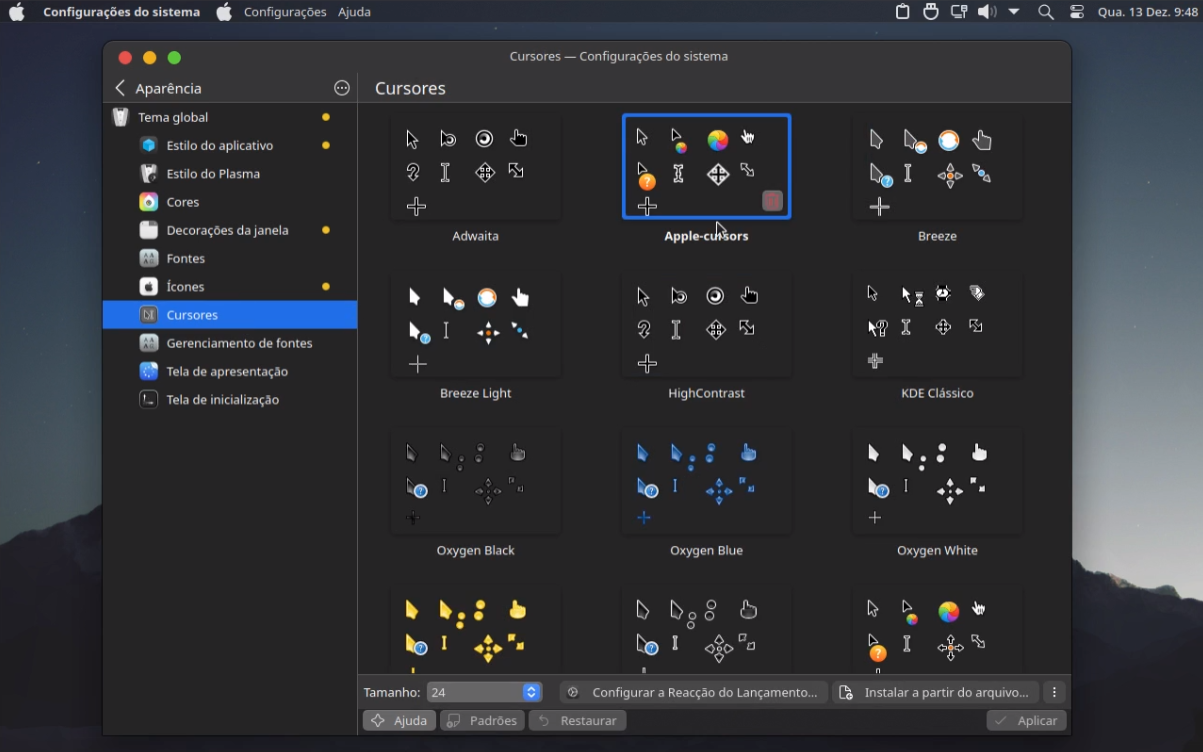 Configurações do sistema Configurações Ajuda Qua. 13 Dez. 9:48
Cursores — Configurações do sistema
Aparência
Cursores
Tema global
Estilo do aplicativo
Estilo do Plasma
Cores
Decorações da janela
Fontes
Ícones
Cursores
Gerenciamento de fontes
Tela de apresentação
Tela de inicialização
Adwaita Apple-cursors Breeze
Breeze Light HighContrast KDE Clássico
Oxygen Black Oxygen Blue Oxygen White
Tamanho: 24 Configurar a Reacção do Lançamento... Instalar a partir do arquivo...
Ajuda Padrões Restaurar Aplicar